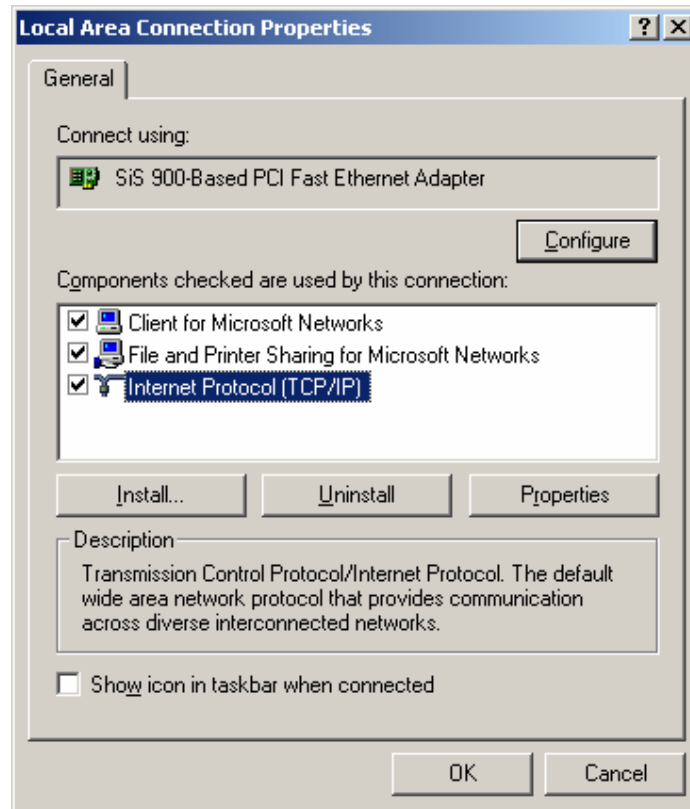 Local Area Connection Properties
General
Connect using:
SiS 900-Based PCI Fast Ethernet Adapter
Configure
Components checked are used by this connection:
Client for Microsoft Networks
File and Printer Sharing for Microsoft Networks
Internet Protocol (TCP/IP)
Install... Uninstall Properties
Description
Transmission Control Protocol/Internet Protocol. The default
wide area network protocol that provides communication
across diverse interconnected networks.
Show icon in taskbar when connected
OK Cancel